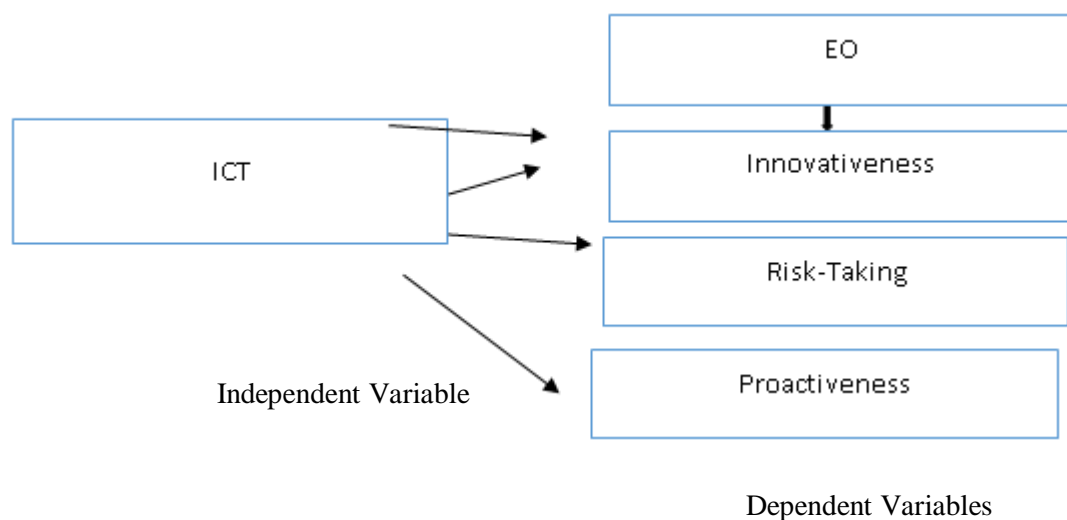 EO
ICT
Innovativeness
Risk-Taking
Proactiveness
Independent Variable
Dependent Variables